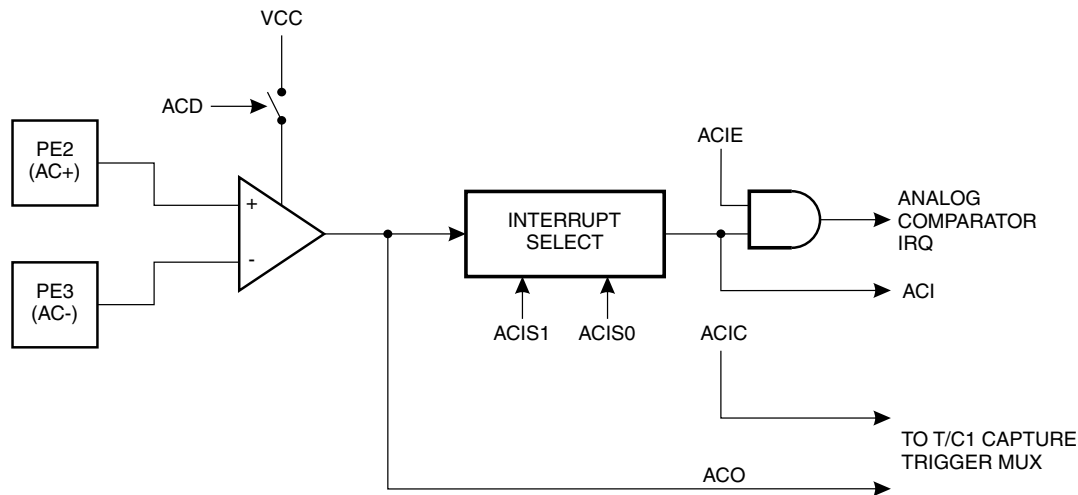 VCC
ACD
PE2
(AC+)
PE3
(AC-)
+
-
INTERRUPT
SELECT
ACIS1
ACIS0
ACIE
ANALOG
COMPARATOR
IRQ
ACI
ACIC
TO T/C1 CAPTURE
TRIGGER MUX
ACO